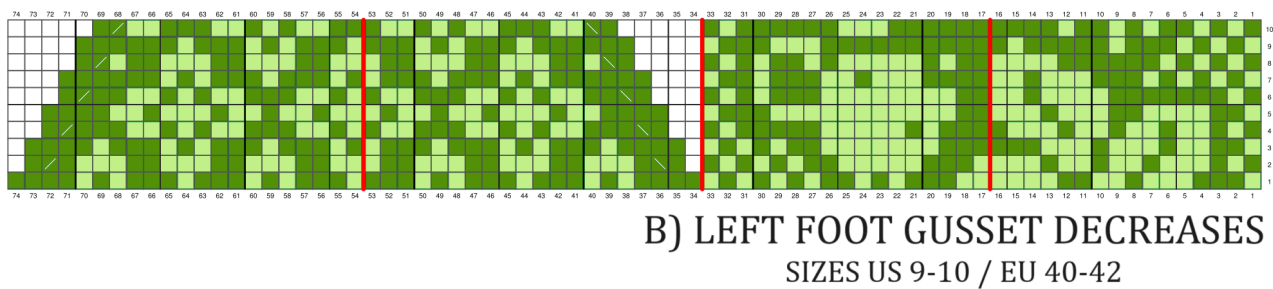 74 73 72 71 70 69 68 67 66 65 64 63 62 61 60 59 58 57 56 55 54 53 52 51 50 49 48 47 46 45 44 43 42 41 40 39 38 37 36 35 34 33 32 31 30 29 28 27 26 25 24 23 22 21 20 19 18 17 16 15 14 13 12 11 10 9 8 7 6 5 4 3 2 1
10
9
8
7
6
5
4
3
2
1
74 73 72 71 70 69 68 67 66 65 64 63 62 61 60 59 58 57 56 55 54 53 52 51 50 49 48 47 46 45 44 43 42 41 40 39 38 37 36 35 34 33 32 31 30 29 28 27 26 25 24 23 22 21 20 19 18 17 16 15 14 13 12 11 10 9 8 7 6 5 4 3 2 1
B) LEFT FOOT GUSSET DECREASES
SIZES US 9-10 / EU 40-42